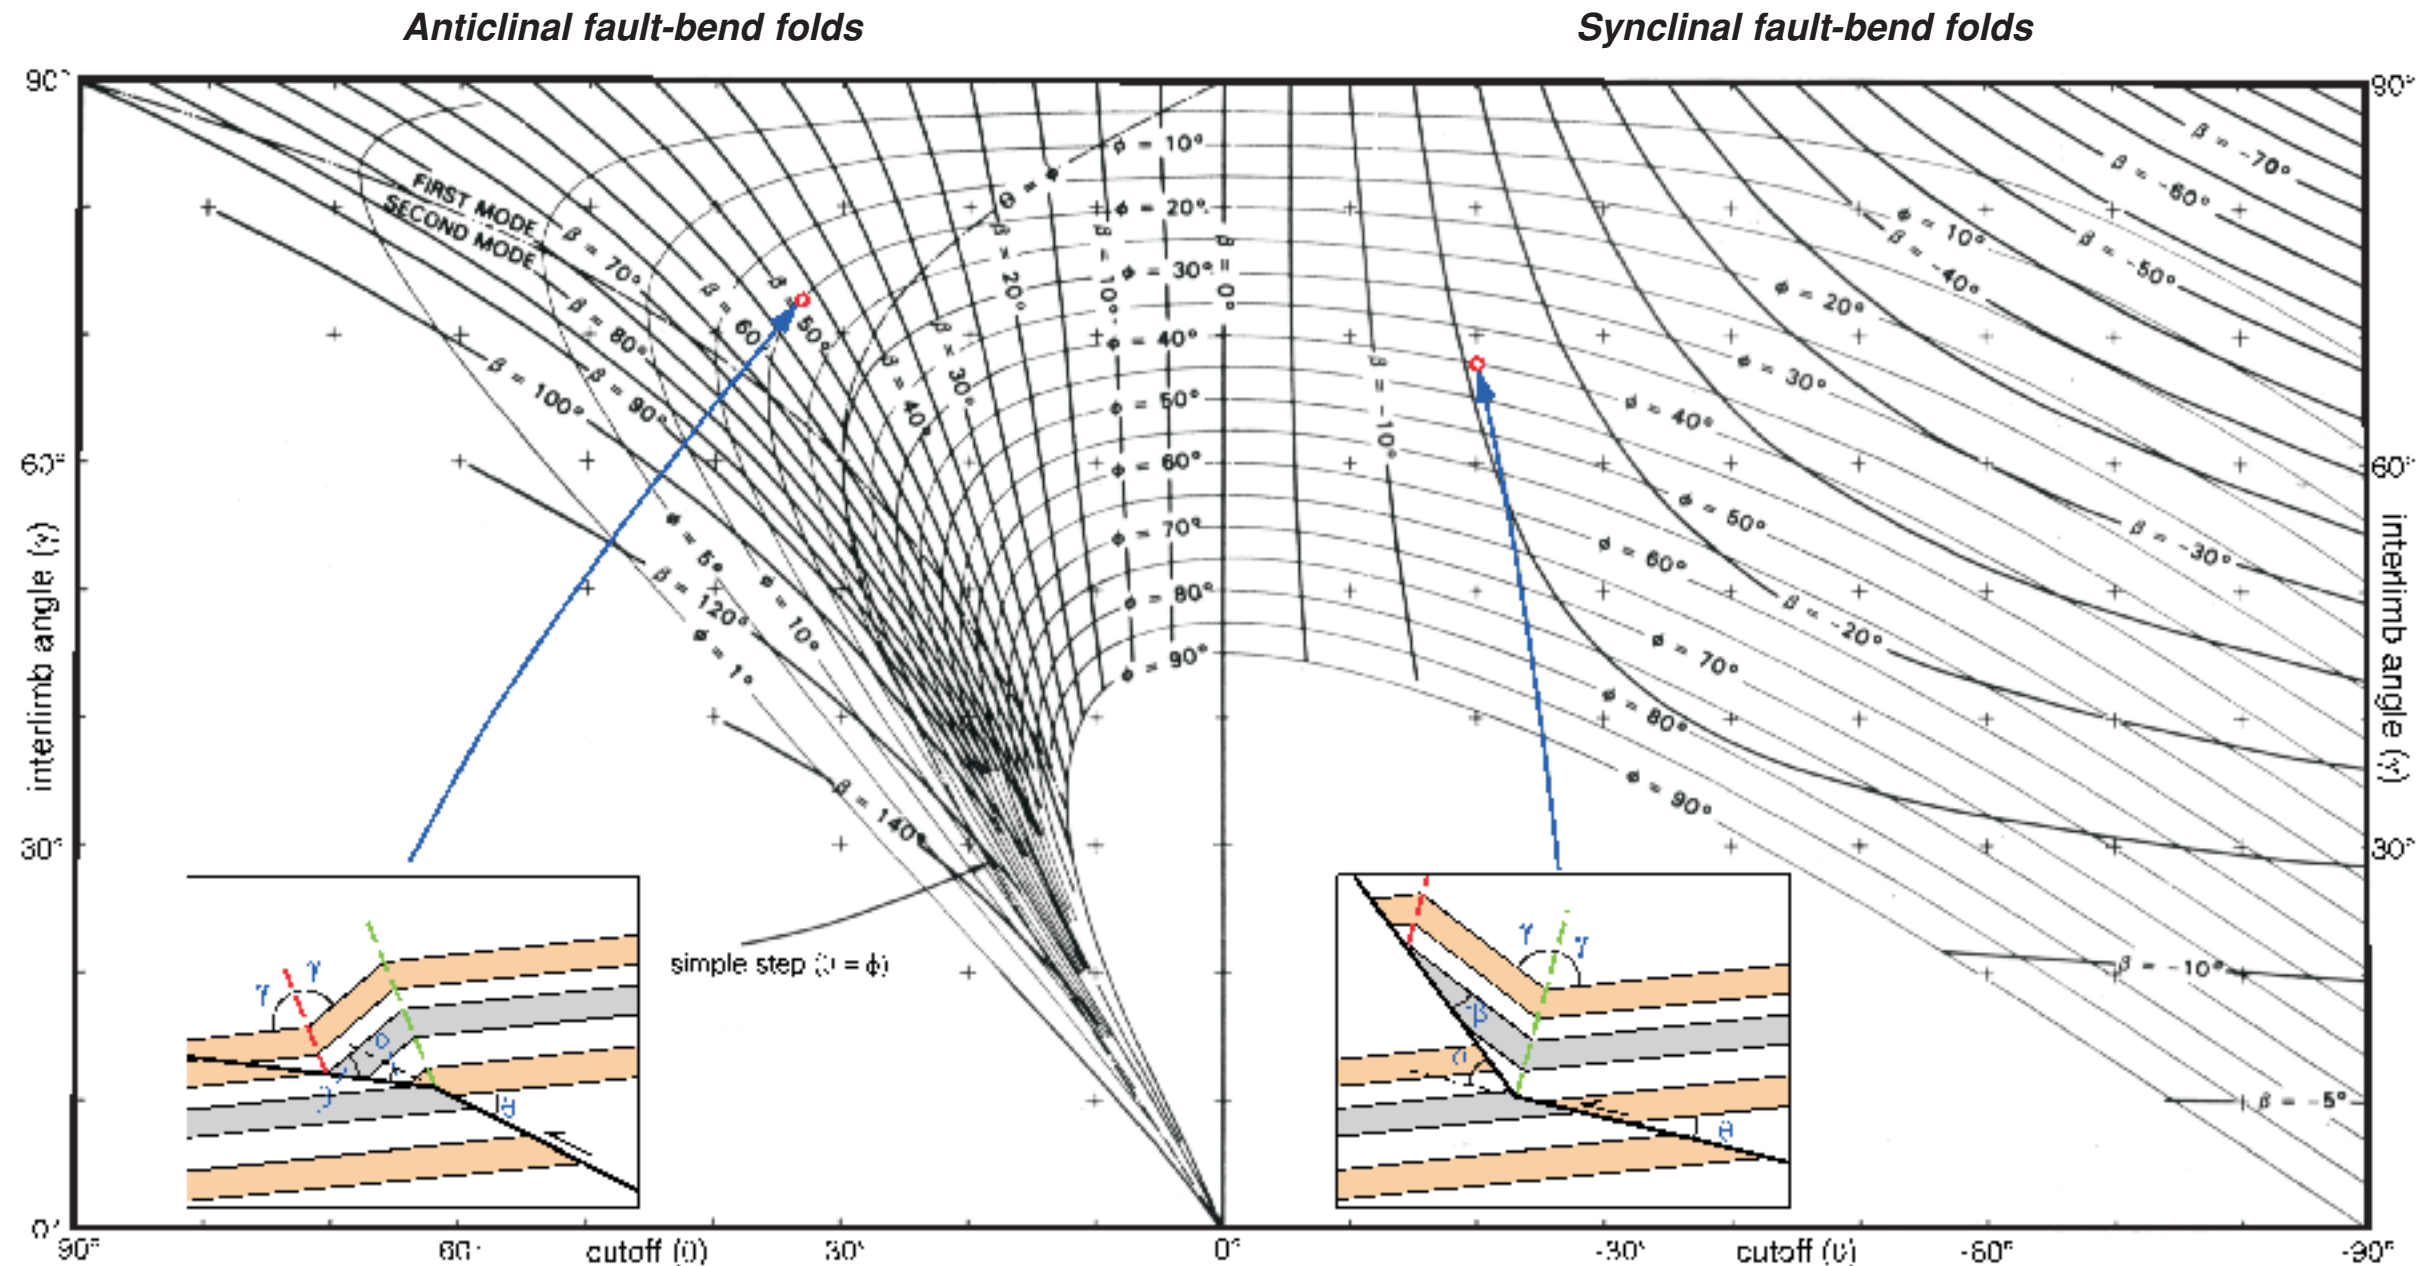 Anticlinal fault-bend folds
Synclinal fault-bend folds
90°
90°
60°
60°
30°
30°
0°
interlimb angle (γ)
interlimb angle (γ)
FIRST MODE
SECOND MODE
β = 70°
β = 80°
β = 90°
β = 100°
β = 120°
β = 140°
β = 60
β = 50°
β = 40°
β = 30°
β = 20°
β = 10°
β = 0°
θ = φ
φ = 1°
φ = 5°
φ = 10°
φ = 10°
φ = 20°
φ = 30°
φ = 40°
φ = 50°
φ = 60°
φ = 70°
φ = 80°
φ = 90°
β = -10°
β = -70°
β = -60°
β = -50°
β = -40°
β = -30°
β = -20°
β = -10°
β = -5°
φ = 10°
φ = 20°
φ = 30°
φ = 40°
φ = 50°
φ = 60°
φ = 70°
φ = 80°
φ = 90°
γ γ
β
θ
simple step (θ = φ)
γ γ
-β
θ
90° 60° cutoff (θ) 30° 0° -30° cutoff (θ) -60° -90°